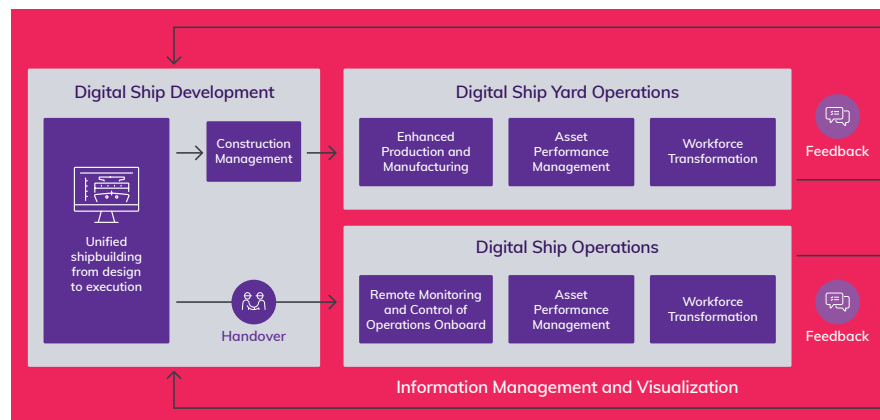 Digital Ship Development
Unified
shipbuilding
from design
to execution
Construction
Management
Handover
Digital Ship Yard Operations
Enhanced
Production and
Manufacturing
Asset
Performance
Management
Workforce
Transformation
Feedback
Digital Ship Operations
Remote Monitoring
and Control of
Operations Onboard
Asset
Performance
Management
Workforce
Transformation
Feedback
Information Management and Visualization